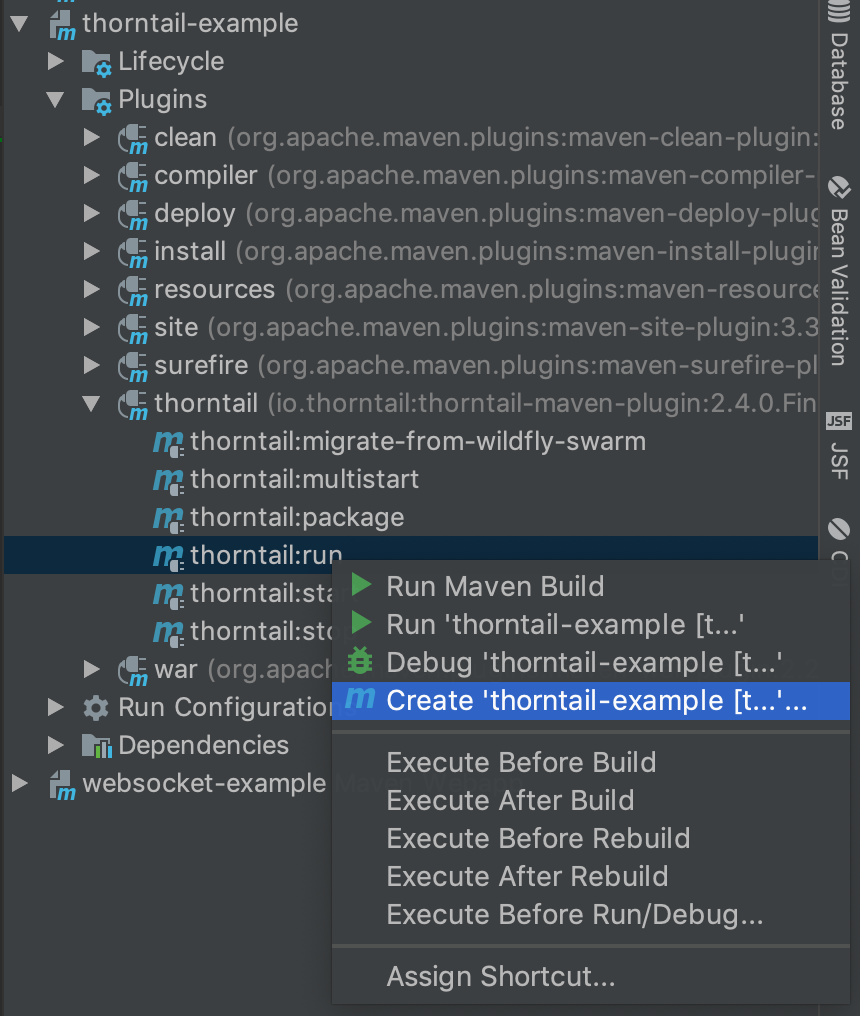 thorntail-example
Lifecycle
Plugins
clean (org.apache.maven.plugins:maven-clean-plugin:
compiler (org.apache.maven.plugins:maven-compiler-
deploy (org.apache.maven.plugins:maven-deploy-plug
install (org.apache.maven.plugins:maven-install-plugin
resources (org.apache.maven.plugins:maven-resource
site (org.apache.maven.plugins:maven-site-plugin:3.3
surefire (org.apache.maven.plugins:maven-surefire-pl
thorntail (io.thorntail:thorntail-maven-plugin:2.4.0.Fin
thorntail:migrate-from-wildfly-swarm
thorntail:multistart
thorntail:package
thorntail:run
thorntail:sta
thorntail:stop
war (org.apach
Run Configuration
Dependencies
websocket-example Maven Webapp
Run Maven Build
Run 'thorntail-example [t...'
Debug 'thorntail-example [t...'
Create 'thorntail-example [t...'...
Execute Before Build
Execute After Build
Execute Before Rebuild
Execute After Rebuild
Execute Before Run/Debug...
Assign Shortcut...
Database
Bean Validation
JSF
JSF
CDI